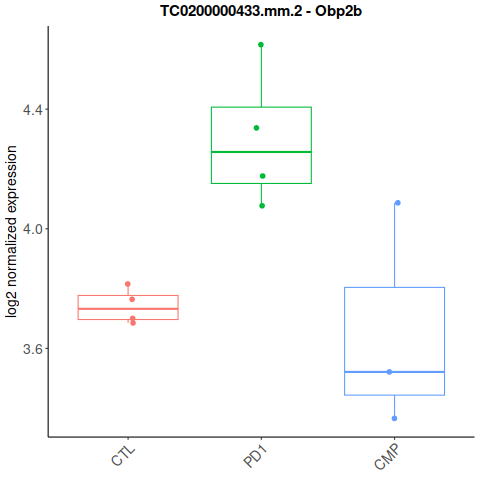 TC0200000433.mm.2 - Obp2b
log2 normalized expression
4.4
4.0
3.6
CTL
PD1
CMP